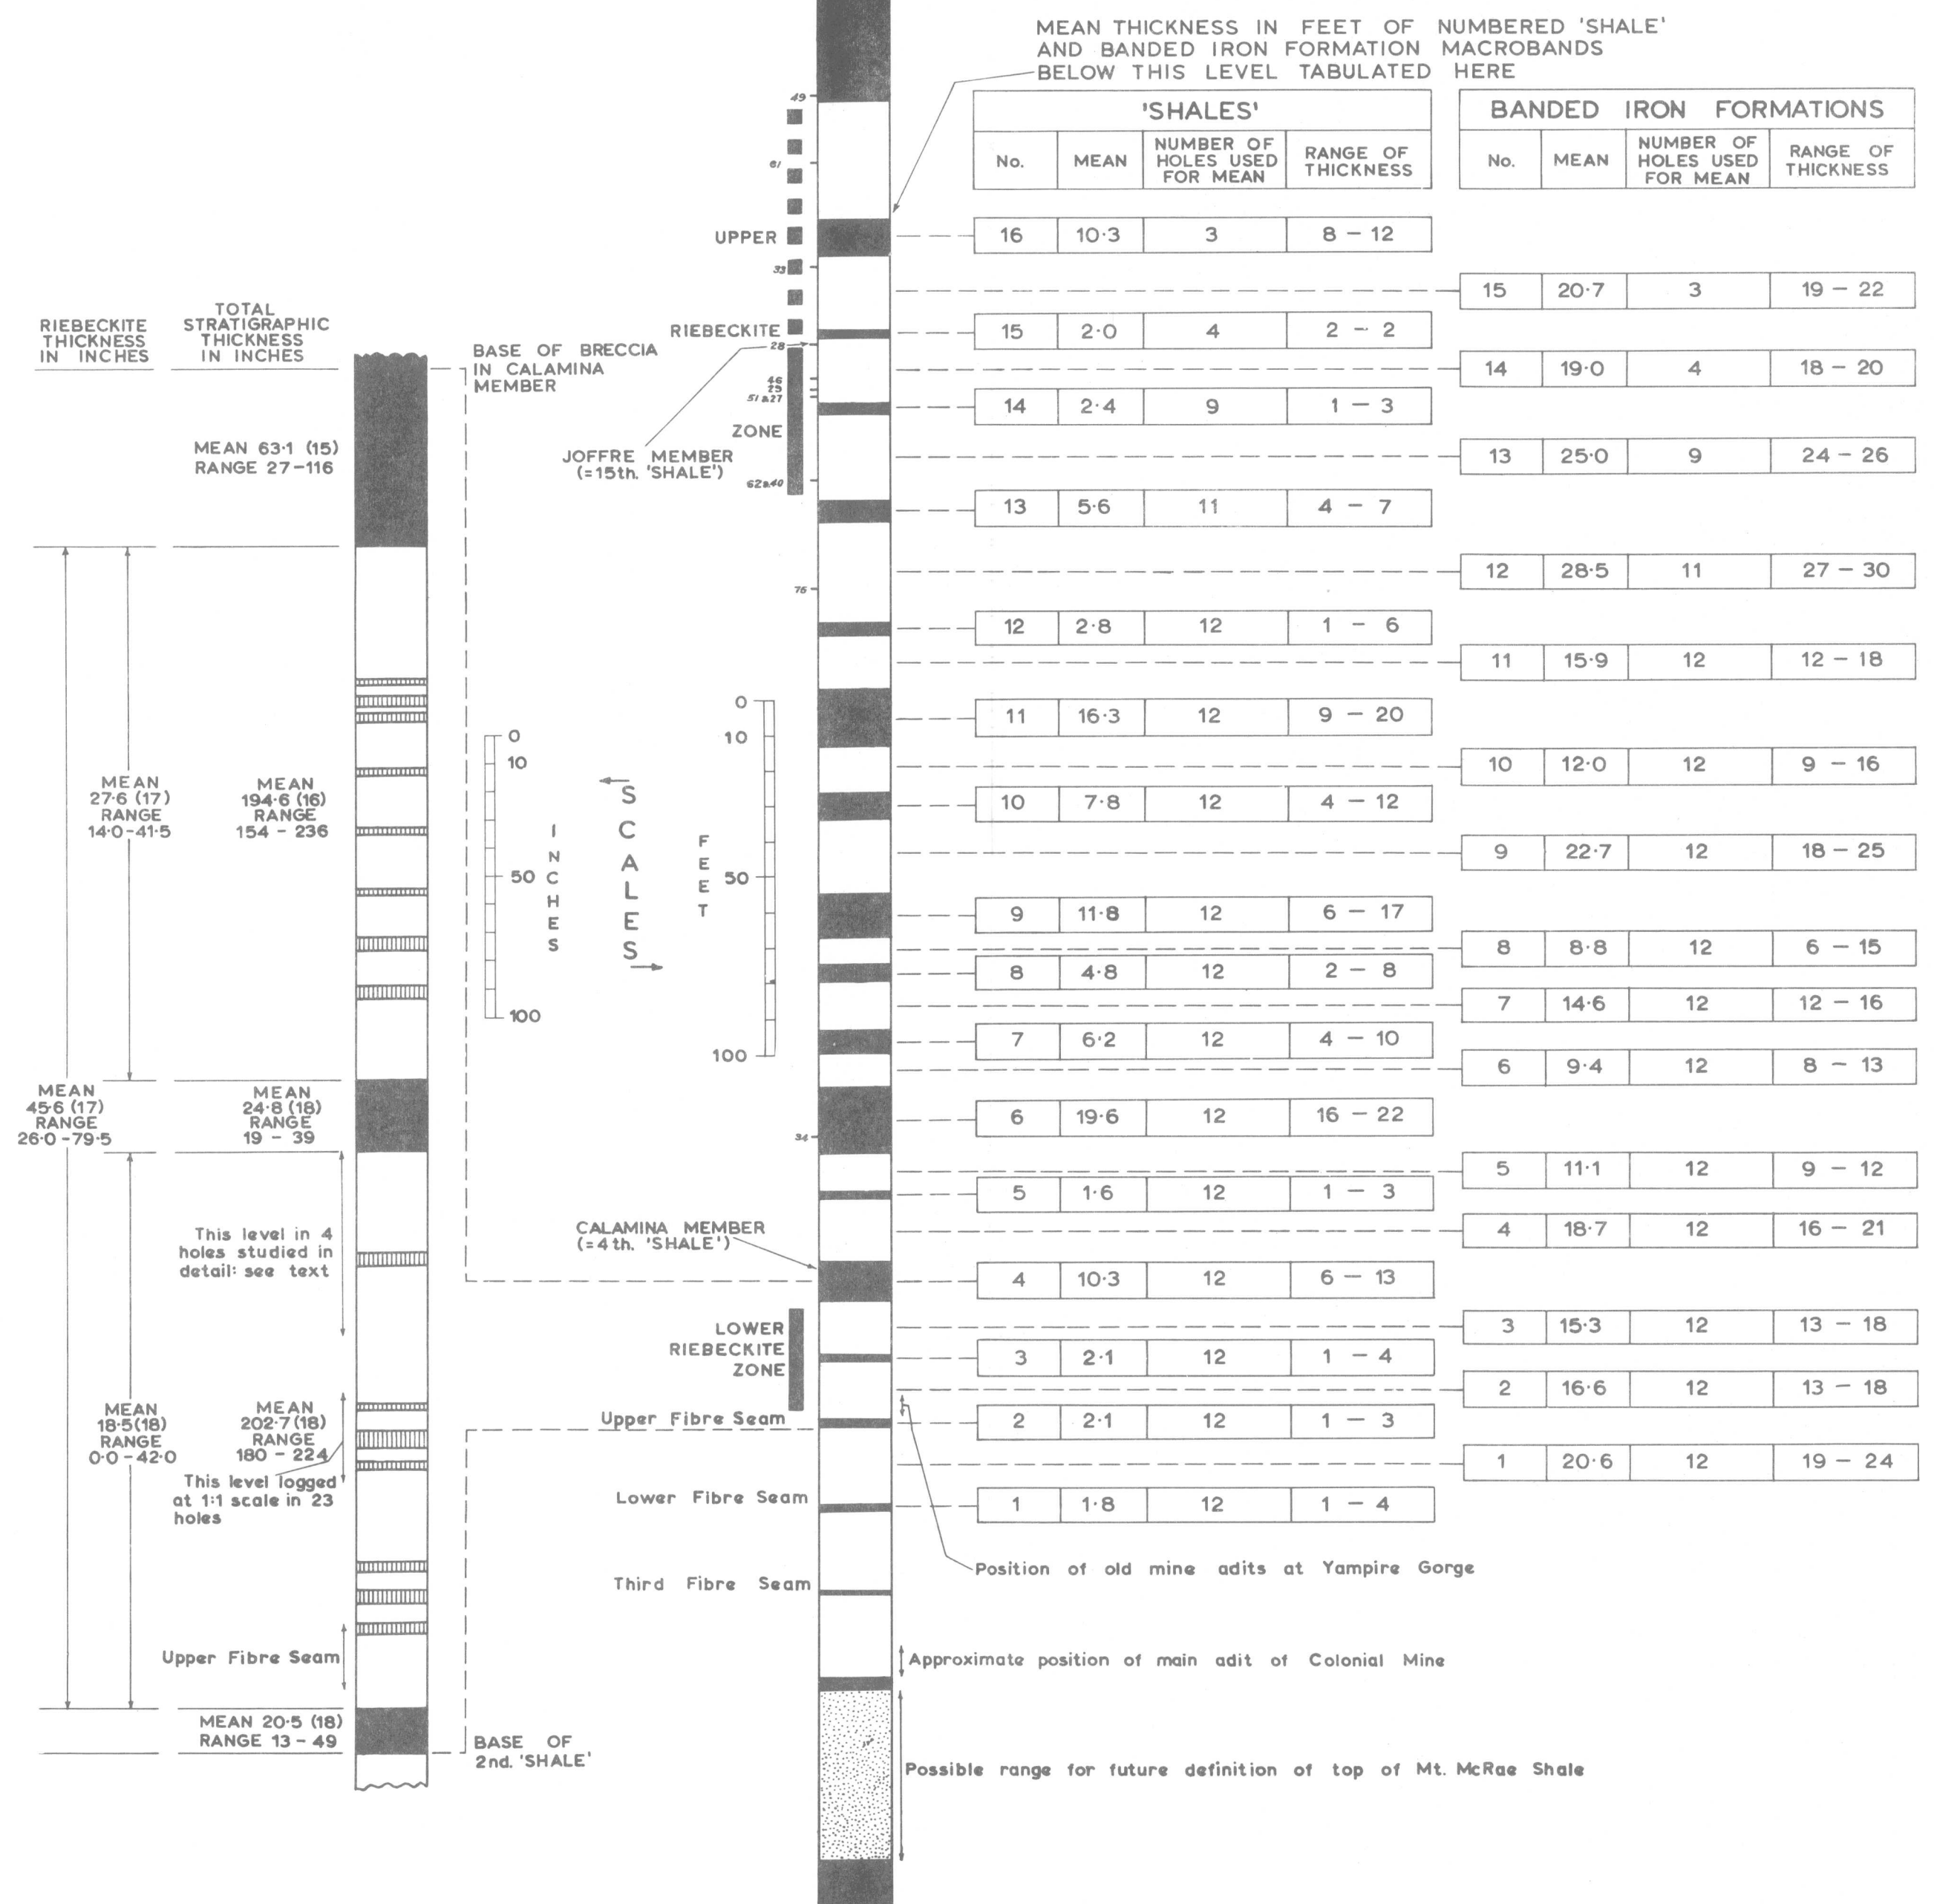 MEAN THICKNESS IN FEET OF NUMBERED 'SHALE'
AND BANDED IRON FORMATION MACROBANDS
BELOW THIS LEVEL TABULATED HERE
'SHALES'
No. MEAN NUMBER OF HOLES USED FOR MEAN RANGE OF THICKNESS
16 10·3 3 8 – 12
15 2·0 4 2 – 2
14 2·4 9 1 – 3
13 5·6 11 4 – 7
12 2·8 12 1 – 6
11 16·3 12 9 – 20
10 7·8 12 4 – 12
9 11·8 12 6 – 17
8 4·8 12 2 – 8
7 6·2 12 4 – 10
6 19·6 12 16 – 22
5 1·6 12 1 – 3
4 10·3 12 6 – 13
3 2·1 12 1 – 4
2 2·1 12 1 – 3
1 1·8 12 1 – 4
BANDED IRON FORMATIONS
No. MEAN NUMBER OF HOLES USED FOR MEAN RANGE OF THICKNESS
15 20·7 3 19 – 22
14 19·0 4 18 – 20
13 25·0 9 24 – 26
12 28·5 11 27 – 30
11 15·9 12 12 – 18
10 12·0 12 9 – 16
9 22·7 12 18 – 25
8 8·8 12 6 – 15
7 14·6 12 12 – 16
6 9·4 12 8 – 13
5 11·1 12 9 – 12
4 18·7 12 16 – 21
3 15·3 12 13 – 18
2 16·6 12 13 – 18
1 20·6 12 19 – 24
49
61
UPPER
33
RIEBECKITE
28
46
29
51 & 27
ZONE
JOFFRE MEMBER
(=15th. 'SHALE')
62 & 40
76
34
CALAMINA MEMBER
(=4th. 'SHALE')
LOWER
RIEBECKITE
ZONE
Upper Fibre Seam
Lower Fibre Seam
Third Fibre Seam
Position of old mine adits at Yampire Gorge
Approximate position of main adit of Colonial Mine
Possible range for future definition of top of Mt. McRae Shale
SCALES
INCHES
0
10
50
100
FEET
0
10
50
100
RIEBECKITE
THICKNESS
IN INCHES
TOTAL
STRATIGRAPHIC
THICKNESS
IN INCHES
BASE OF BRECCIA
IN CALAMINA
MEMBER
MEAN 63·1 (15)
RANGE 27–116
MEAN
27·6 (17)
RANGE
14·0–41·5
MEAN
194·6 (16)
RANGE
154 – 236
MEAN
45·6 (17)
RANGE
26·0–79·5
MEAN
24·8 (18)
RANGE
19 – 39
This level in 4
holes studied in
detail: see text
MEAN
18·5 (18)
RANGE
0·0–42·0
MEAN
202·7 (18)
RANGE
180 – 224
This level logged
at 1:1 scale in 23
holes
Upper Fibre Seam
MEAN 20·5 (18)
RANGE 13 – 49
BASE OF
2nd. 'SHALE'